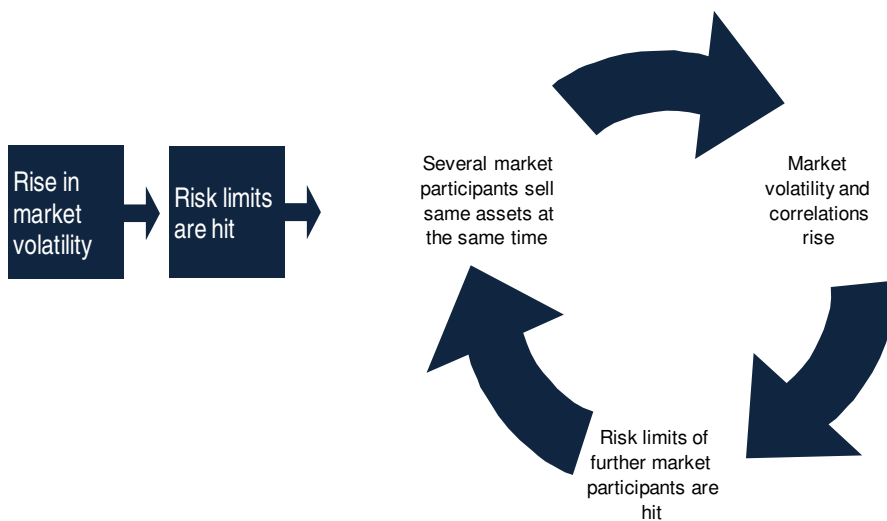 Rise in
market
volatility
Risk limits
are hit
Several market
participants sell
same assets at
the same time
Market
volatility and
correlations
rise
Risk limits of
further market
participants are
hit